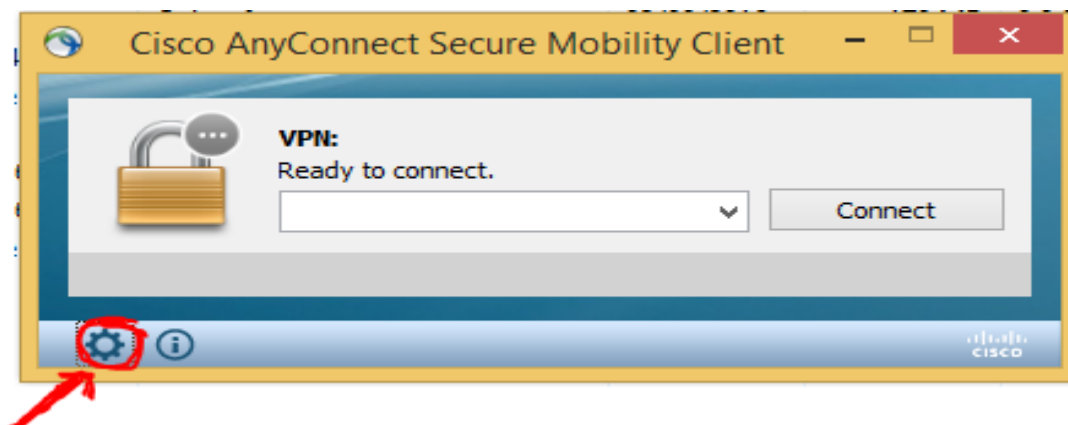 Cisco AnyConnect Secure Mobility Client
VPN:
Ready to connect.
Connect
CISCO